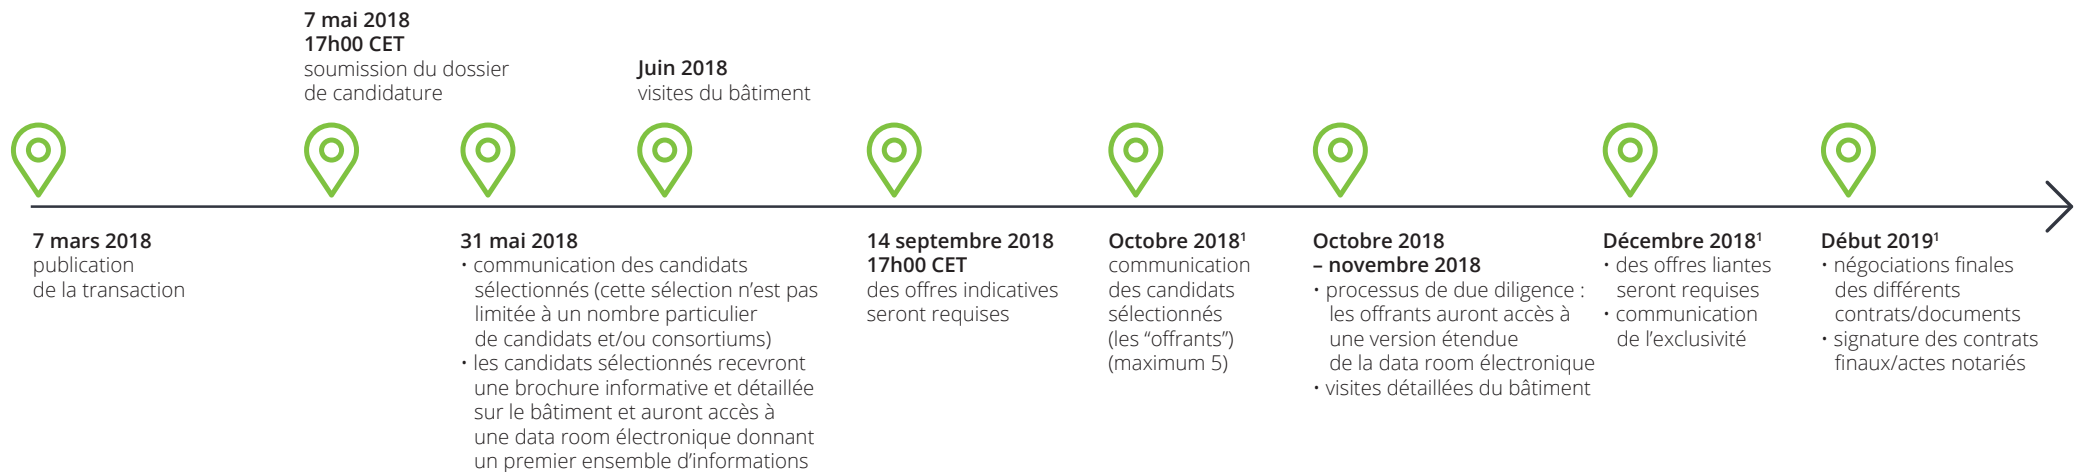 7 mai 2018
17h00 CET
soumission du dossier
de candidature
Juin 2018
visites du bâtiment
7 mars 2018
publication
de la transaction
31 mai 2018
• communication des candidats
sélectionnés (cette sélection n’est pas
limitée à un nombre particulier
de candidats et/ou consortiums)
• les candidats sélectionnés recevront
une brochure informative et détaillée
sur le bâtiment et auront accès à
une data room électronique donnant
un premier ensemble d’informations
14 septembre 2018
17h00 CET
des offres indicatives
seront requises
Octobre 2018¹
communication
des candidats
sélectionnés
(les “offrants”)
(maximum 5)
Octobre 2018
– novembre 2018
• processus de due diligence :
les offrants auront accès à
une version étendue
de la data room électronique
• visites détaillées du bâtiment
Décembre 2018¹
• des offres liantes
seront requises
• communication
de l’exclusivité
Début 2019¹
• négociations finales
des différents
contrats/documents
• signature des contrats
finaux/actes notariés